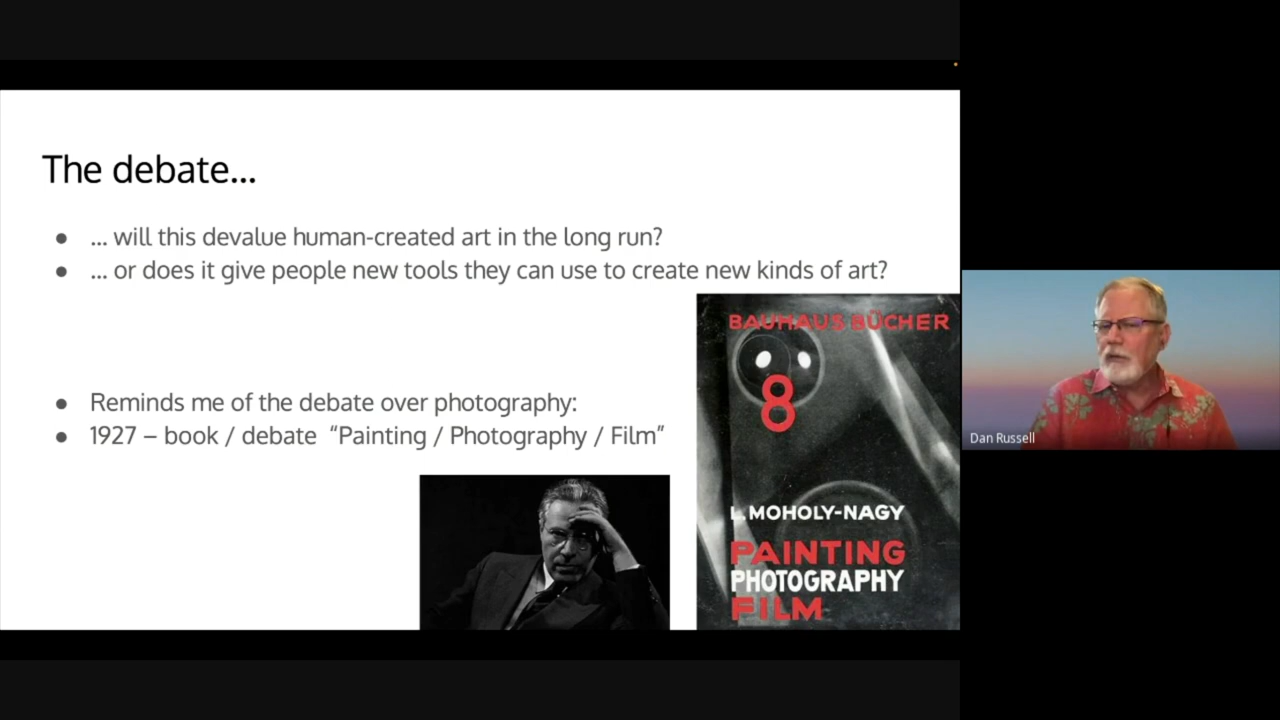 The debate...
● ... will this devalue human-created art in the long run?
● ... or does it give people new tools they can use to create new kinds of art?
● Reminds me of the debate over photography:
● 1927 – book / debate “Painting / Photography / Film”
BAUHAUS BÜCHER
8
L. MOHOLY-NAGY
PAINTING
PHOTOGRAPHY
FILM
Dan Russell